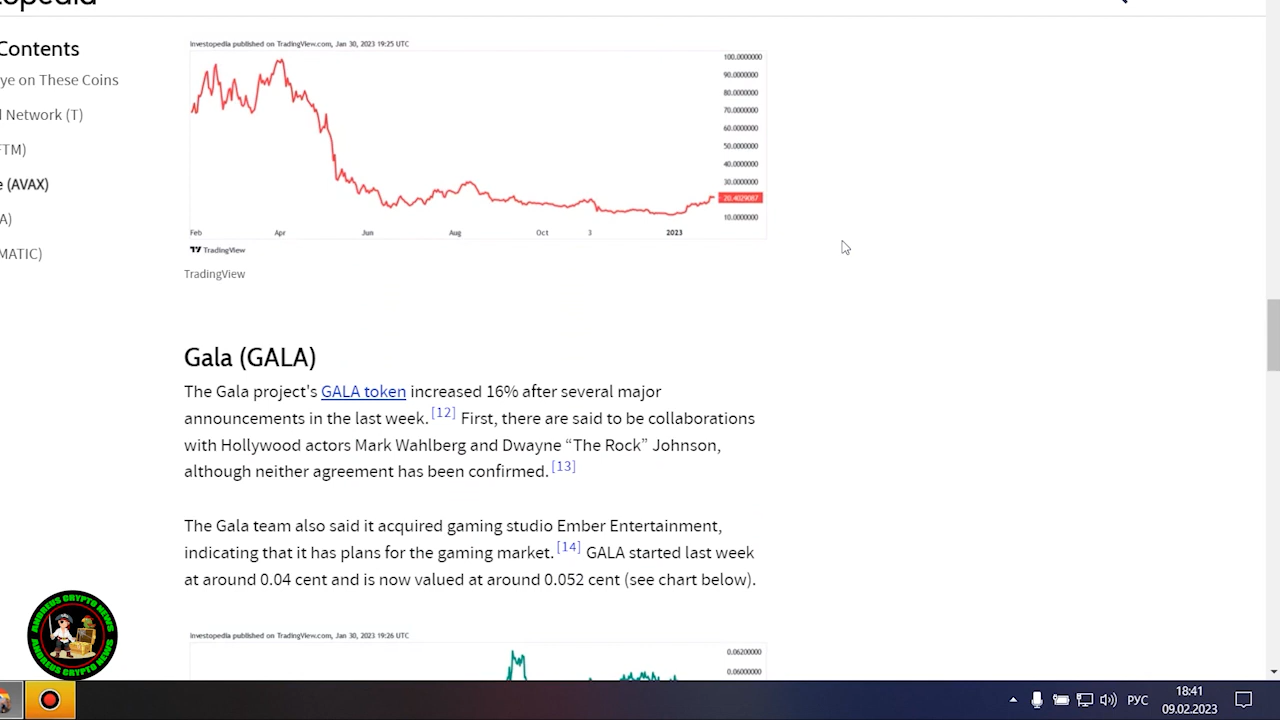 Contents
ye on These Coins
l Network (T)
FTM)
e (AVAX)
A)
MATIC)
Investopedia published on TradingView.com, Jan 30, 2023 19:25 UTC
100.0000000
90.0000000
80.0000000
70.0000000
60.0000000
50.0000000
40.0000000
30.0000000
20.4029087
10.0000000
Feb Apr Jun Aug Oct 3 2023
TradingView
TradingView
Gala (GALA)
The Gala project's GALA token increased 16% after several major
announcements in the last week. [12] First, there are said to be collaborations
with Hollywood actors Mark Wahlberg and Dwayne “The Rock” Johnson,
although neither agreement has been confirmed. [13]
The Gala team also said it acquired gaming studio Ember Entertainment,
indicating that it has plans for the gaming market. [14] GALA started last week
at around 0.04 cent and is now valued at around 0.052 cent (see chart below).
Investopedia published on TradingView.com, Jan 30, 2023 19:26 UTC
0.06200000
0.06000000
ANDREUS CRYPTO NEWS
ANDREUS CRYPTO NEWS
РУС
18:41
09.02.2023